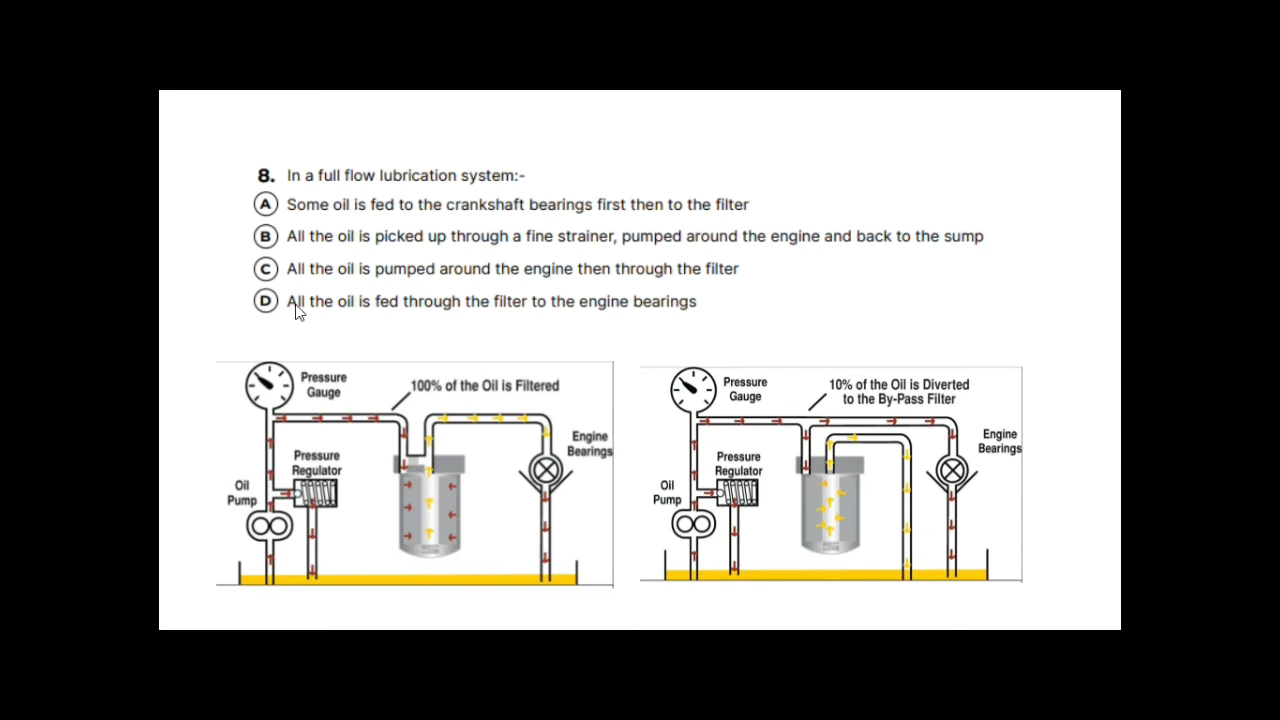 8. In a full flow lubrication system:-
A Some oil is fed to the crankshaft bearings first then to the filter
B All the oil is picked up through a fine strainer, pumped around the engine and back to the sump
C All the oil is pumped around the engine then through the filter
D All the oil is fed through the filter to the engine bearings
Pressure
Gauge
100% of the Oil is Filtered
Engine
Bearings
Pressure
Regulator
Oil
Pump
Pressure
Gauge
10% of the Oil is Diverted
to the By-Pass Filter
Engine
Bearings
Pressure
Regulator
Oil
Pump